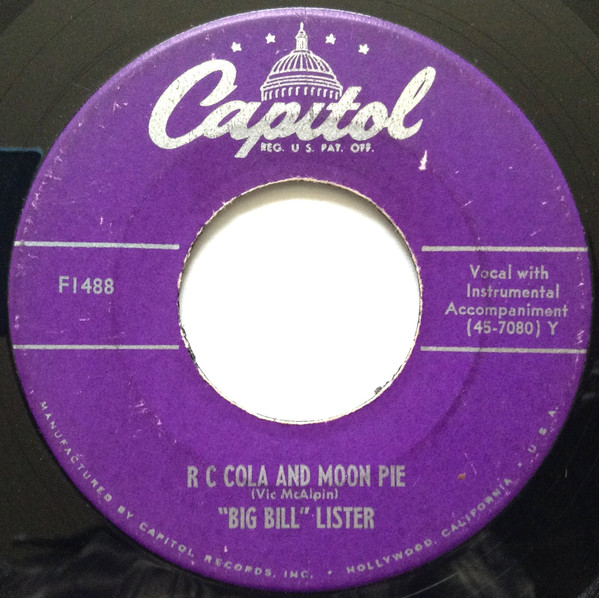 Capitol
REG. U.S. PAT. OFF.
F1488
Vocal with
Instrumental
Accompaniment
(45-7080) Y
R C COLA AND MOON PIE
(Vic McAlpin)
"BIG BILL" LISTER
MANUFACTURED BY CAPITOL RECORDS, INC. • HOLLYWOOD, CALIFORNIA • U.S.A.